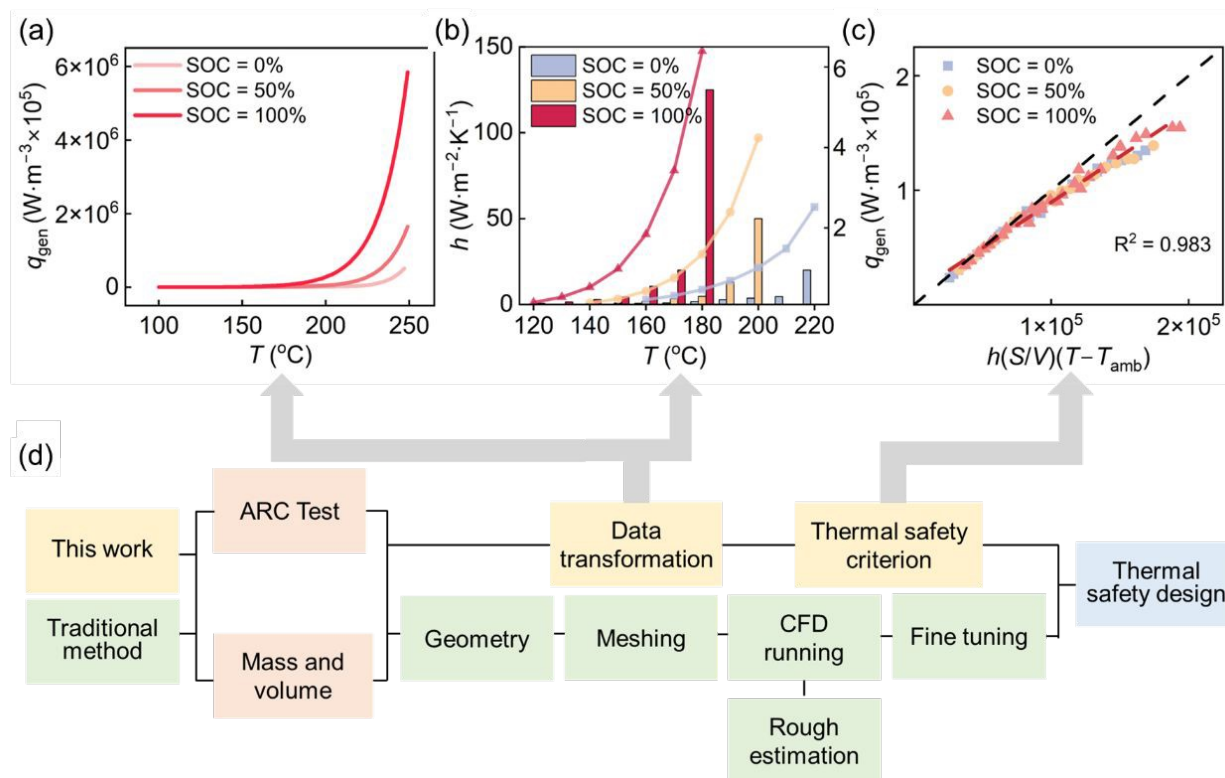 (a)
6×10⁶
4×10⁶
2×10⁶
0
q_gen (W·m⁻³×10⁵)
SOC = 0%
SOC = 50%
SOC = 100%
100
150
200
250
T (°C)
(b)
150
100
50
0
h (W·m⁻²·K⁻¹)
SOC = 0%
SOC = 50%
SOC = 100%
120
140
160
180
200
220
T (°C)
6
4
2
q_gen (W·m⁻³×10⁵)
(c)
2
1
SOC = 0%
SOC = 50%
SOC = 100%
R² = 0.983
1×10⁵
2×10⁵
h(S/V)(T−T_amb)
(d)
This work
Traditional
method
ARC Test
Mass and
volume
Data
transformation
Thermal safety
criterion
Geometry
Meshing
CFD
running
Fine tuning
Rough
estimation
Thermal
safety design